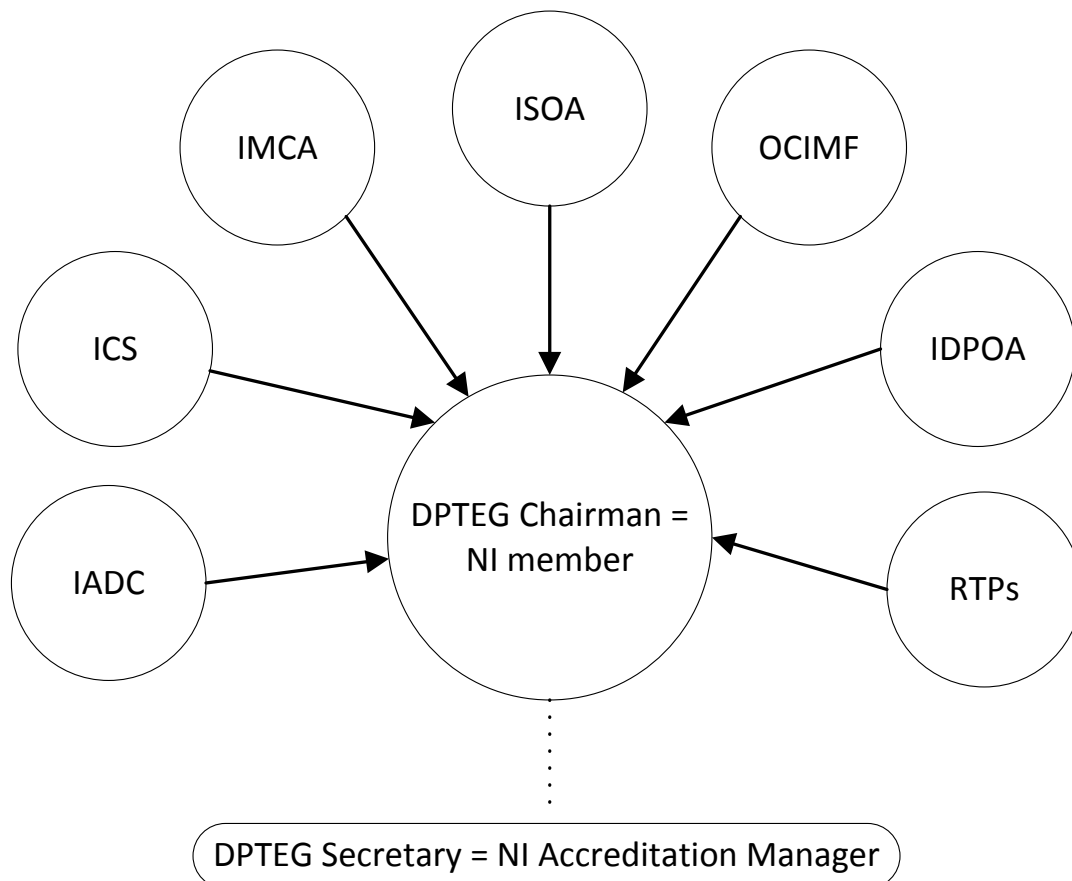 ISOA
IMCA
OCIMF
ICS
IDPOA
DPTEG Chairman =
NI member
IADC
RTPs
DPTEG Secretary = NI Accreditation Manager